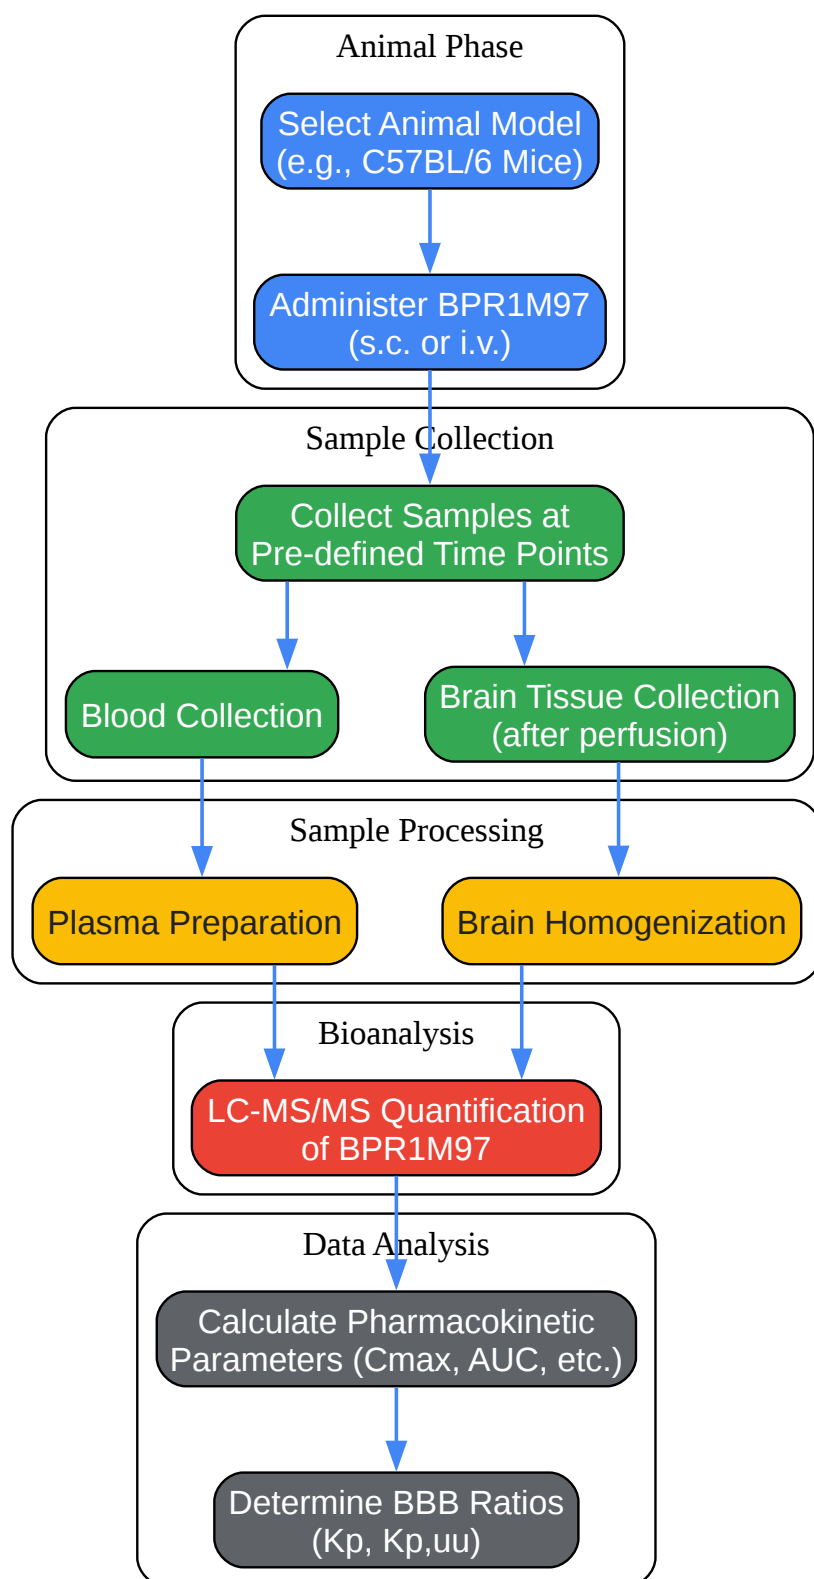 Animal Phase
Select Animal Model
(e.g., C57BL/6 Mice)
Administer BPR1M97
(s.c. or i.v.)
Sample Collection
Collect Samples at
Pre-defined Time Points
Blood Collection
Brain Tissue Collection
(after perfusion)
Sample Processing
Plasma Preparation
Brain Homogenization
Bioanalysis
LC-MS/MS Quantification
of BPR1M97
Data Analysis
Calculate Pharmacokinetic
Parameters (Cmax, AUC, etc.)
Determine BBB Ratios
(Kp, Kp,uu)